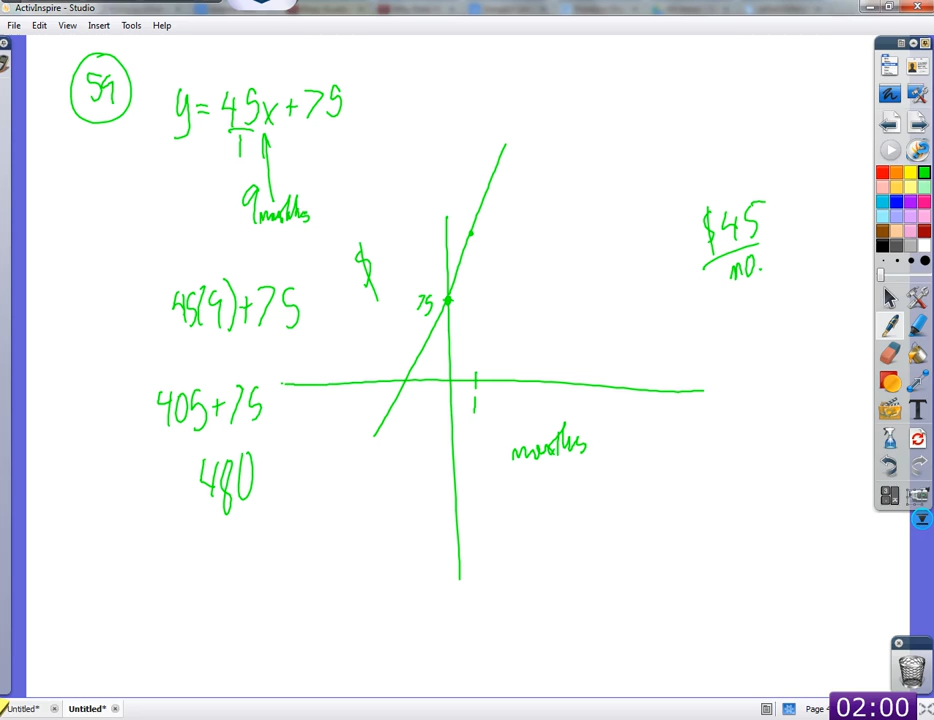 ActivInspire - Studio
File Edit View Insert Tools Help
59
y = 45x + 75
1
9 months
$45
mo.
$
45(9) + 75
75
405 + 75
1
480
months
Untitled* Untitled*
02:00